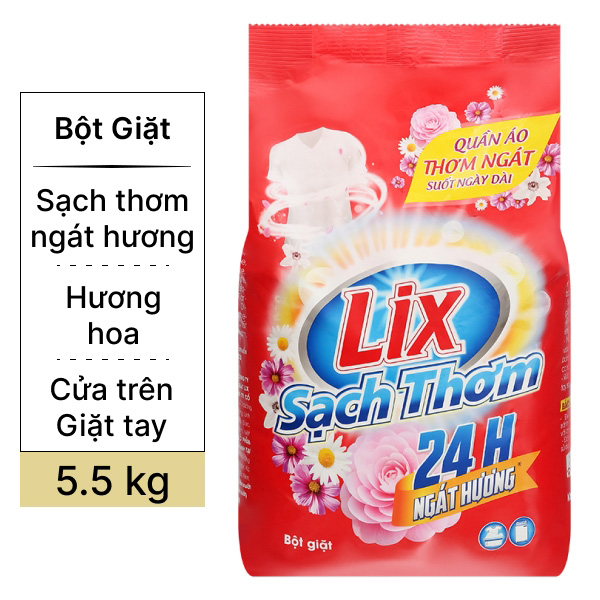 Bột Giặt
Sạch thơm
ngát hương
Hương
hoa
Cửa trên
Giặt tay
5.5 kg
QUẦN ÁO
THƠM NGÁT
SUỐT NGÀY DÀI
Lix
Sạch Thơm
24H
NGÁT HƯƠNG*
Bột giặt